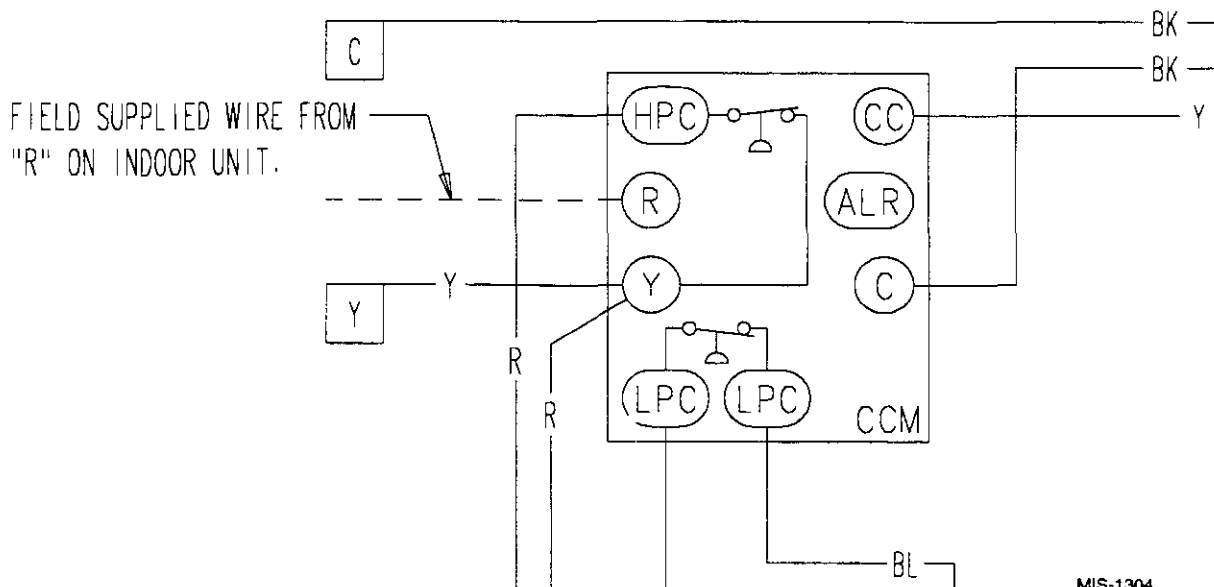 C
BK
BK
FIELD SUPPLIED WIRE FROM
"R" ON INDOOR UNIT.
HPC
CC
Y
R
ALR
Y
Y
Y
C
R
R
LPC
LPC
CCM
BL
MIS-1304